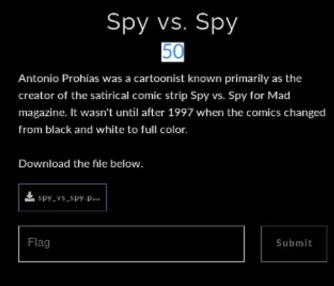 Spy vs. Spy
50
Antonio Prohías was a cartoonist known primarily as the
creator of the satirical comic strip Spy vs. Spy for Mad
magazine. It wasn't until after 1997 when the comics changed
from black and white to full color.
Download the file below.
spy_vs_spy.p...
Flag
Submit